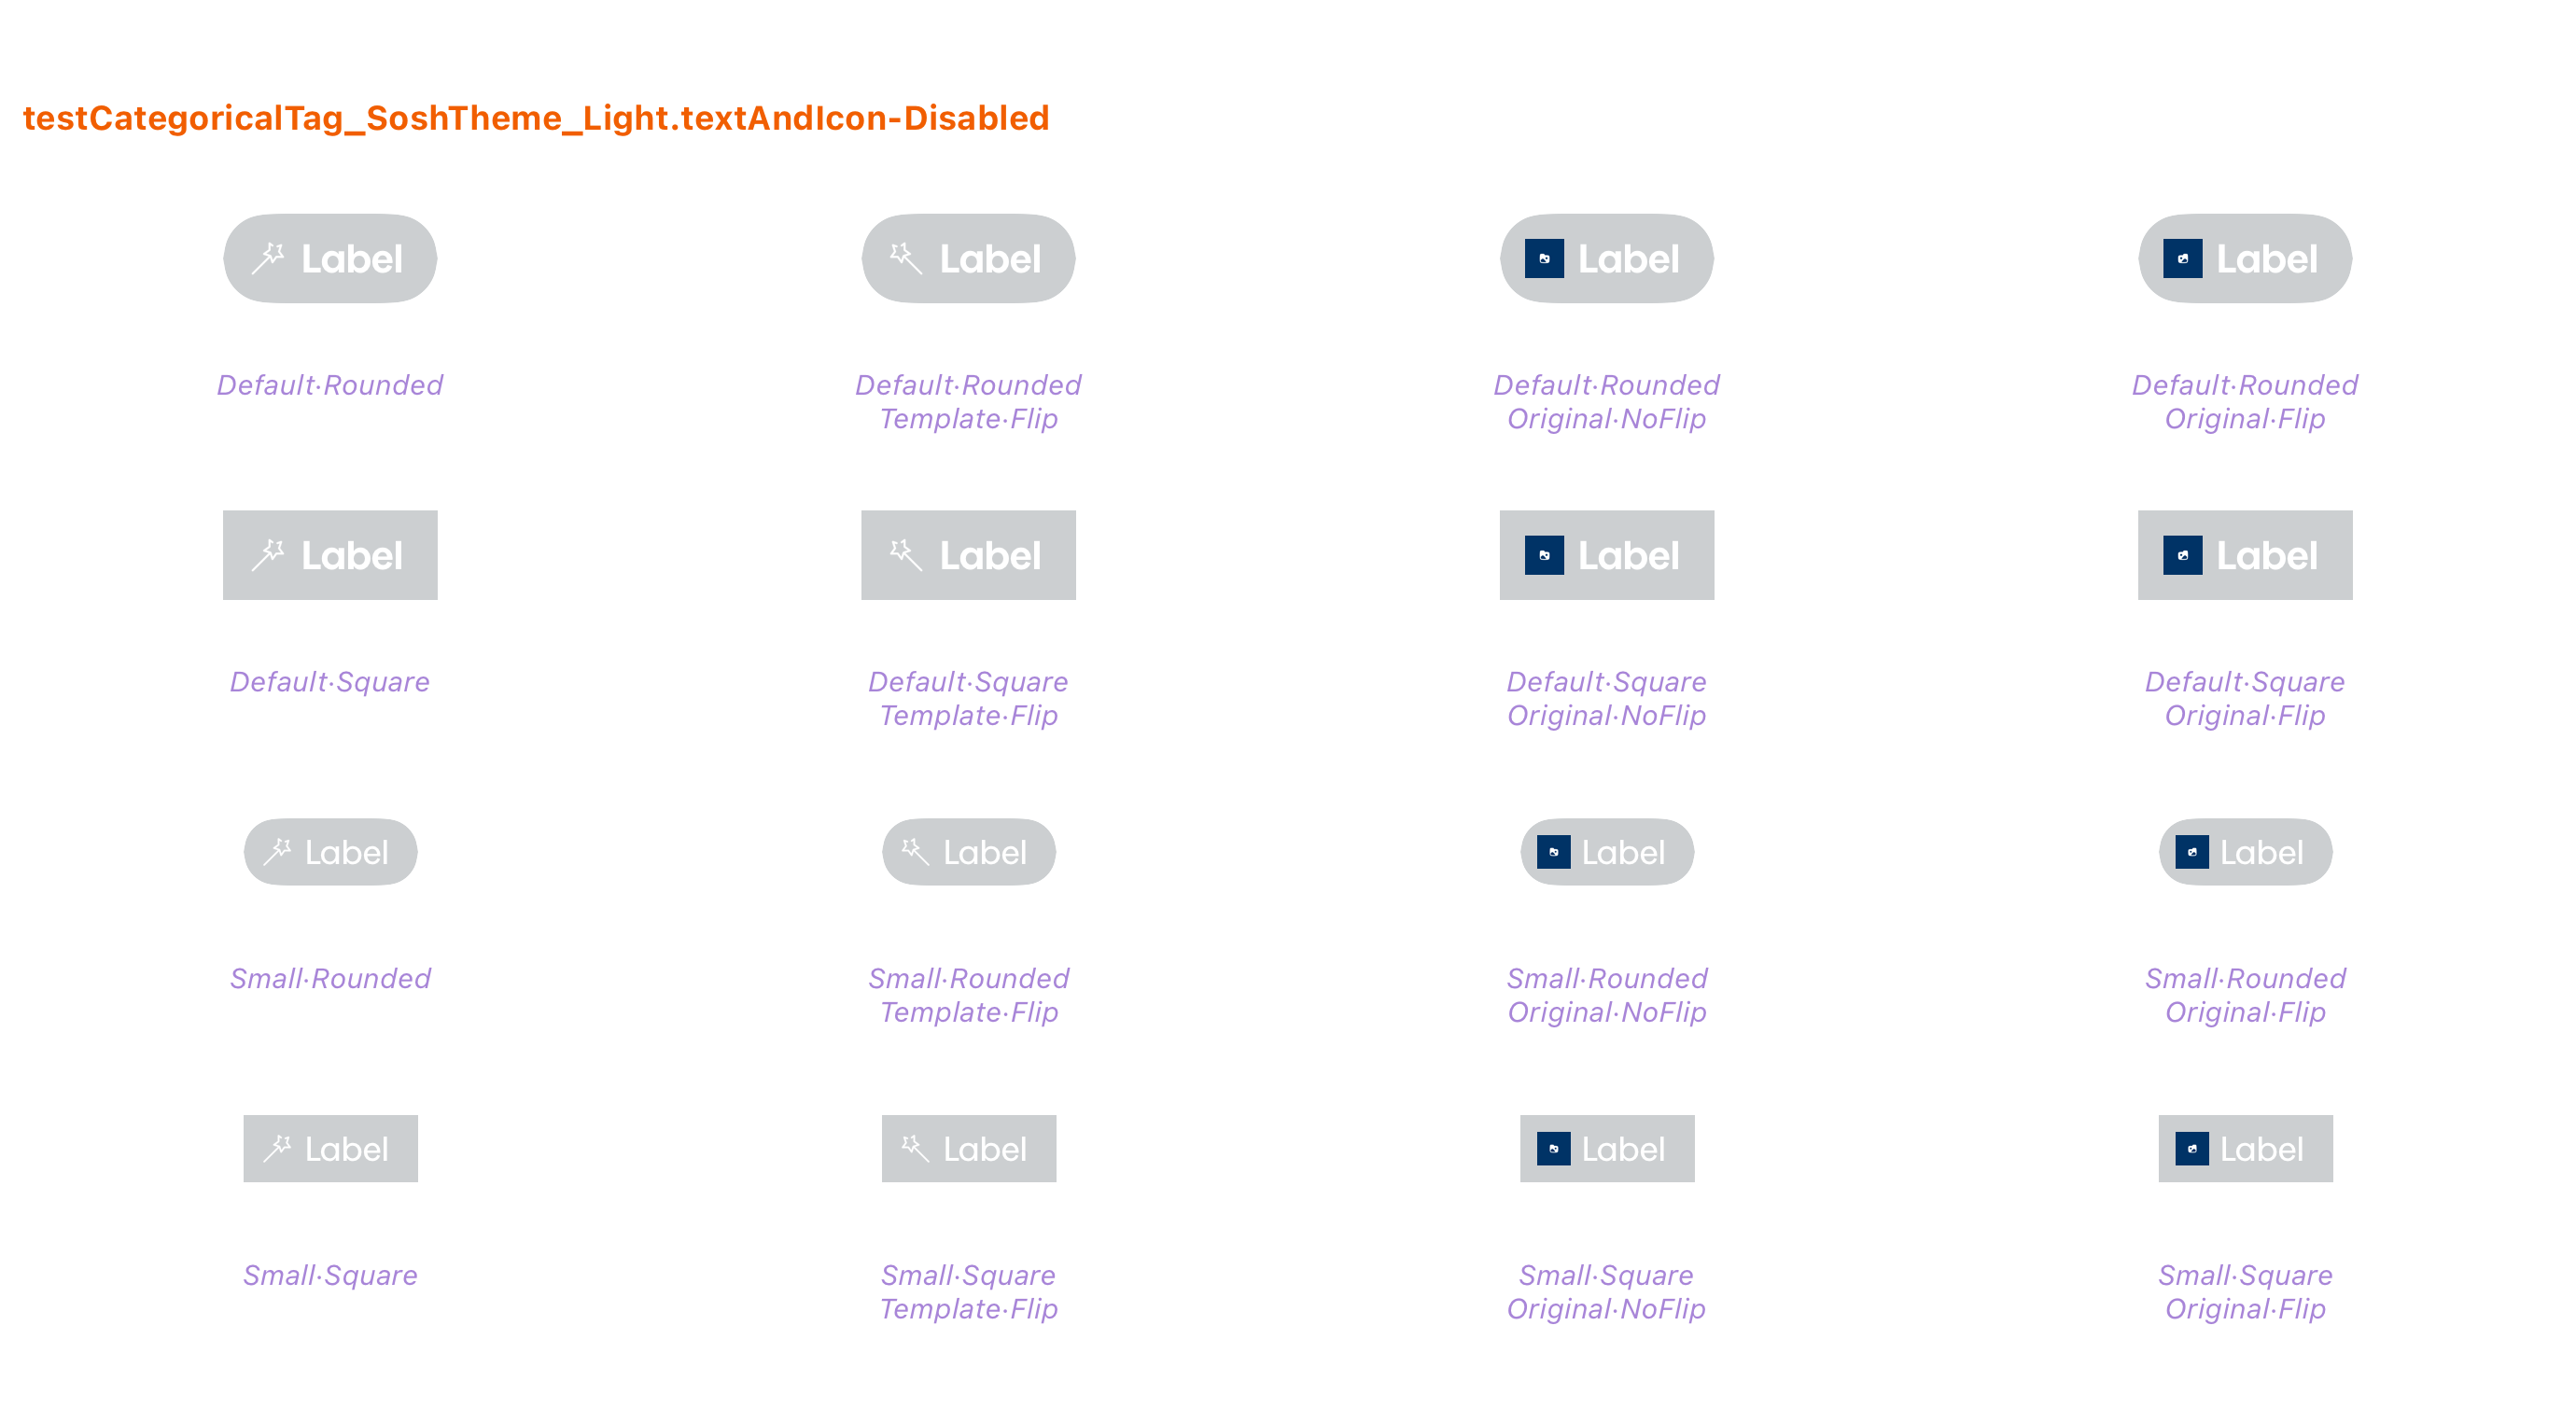 testCategoricalTag_SoshTheme_Light.textAndIcon-Disabled
Label
Label
Label
Label
Default·Rounded
Default·Rounded
Template·Flip
Default·Rounded
Original·NoFlip
Default·Rounded
Original·Flip
Label
Label
Label
Label
Default·Square
Default·Square
Template·Flip
Default·Square
Original·NoFlip
Default·Square
Original·Flip
Label
Label
Label
Label
Small·Rounded
Small·Rounded
Template·Flip
Small·Rounded
Original·NoFlip
Small·Rounded
Original·Flip
Label
Label
Label
Label
Small·Square
Small·Square
Template·Flip
Small·Square
Original·NoFlip
Small·Square
Original·Flip